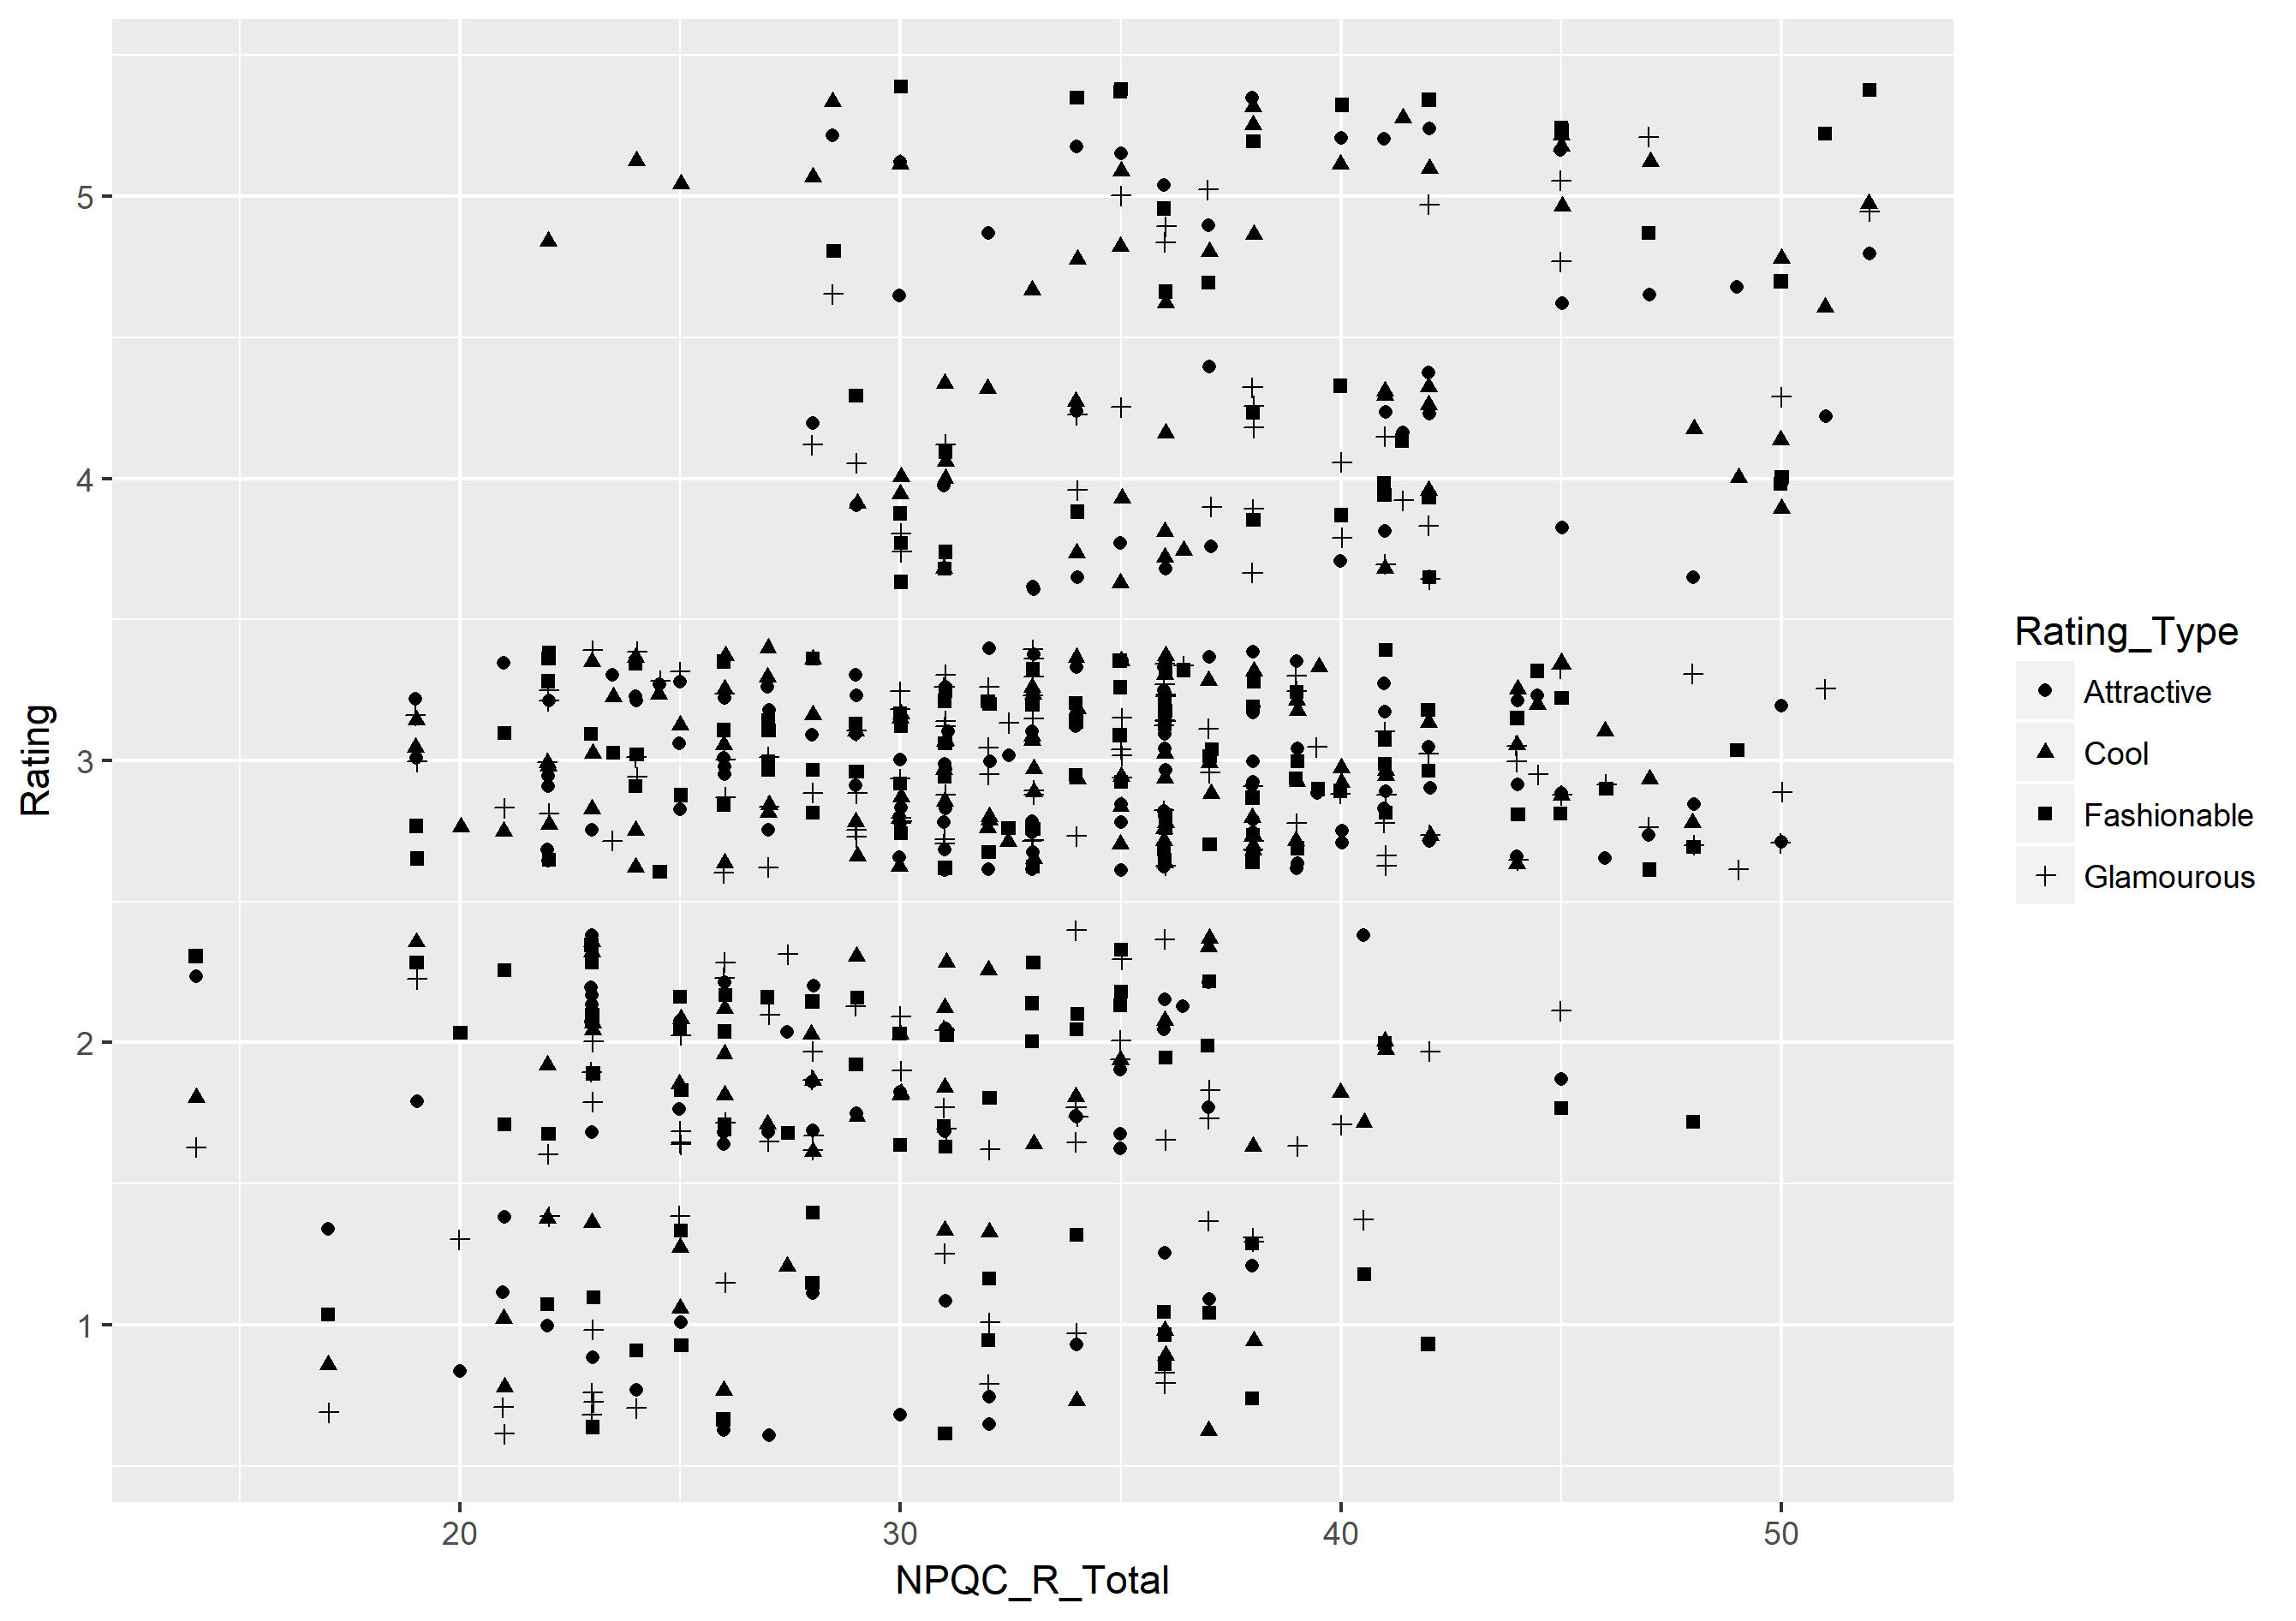 5
4
3
2
1
Rating
20 30 40 50
NPQC_R_Total
Rating_Type
Attractive
Cool
Fashionable
Glamourous